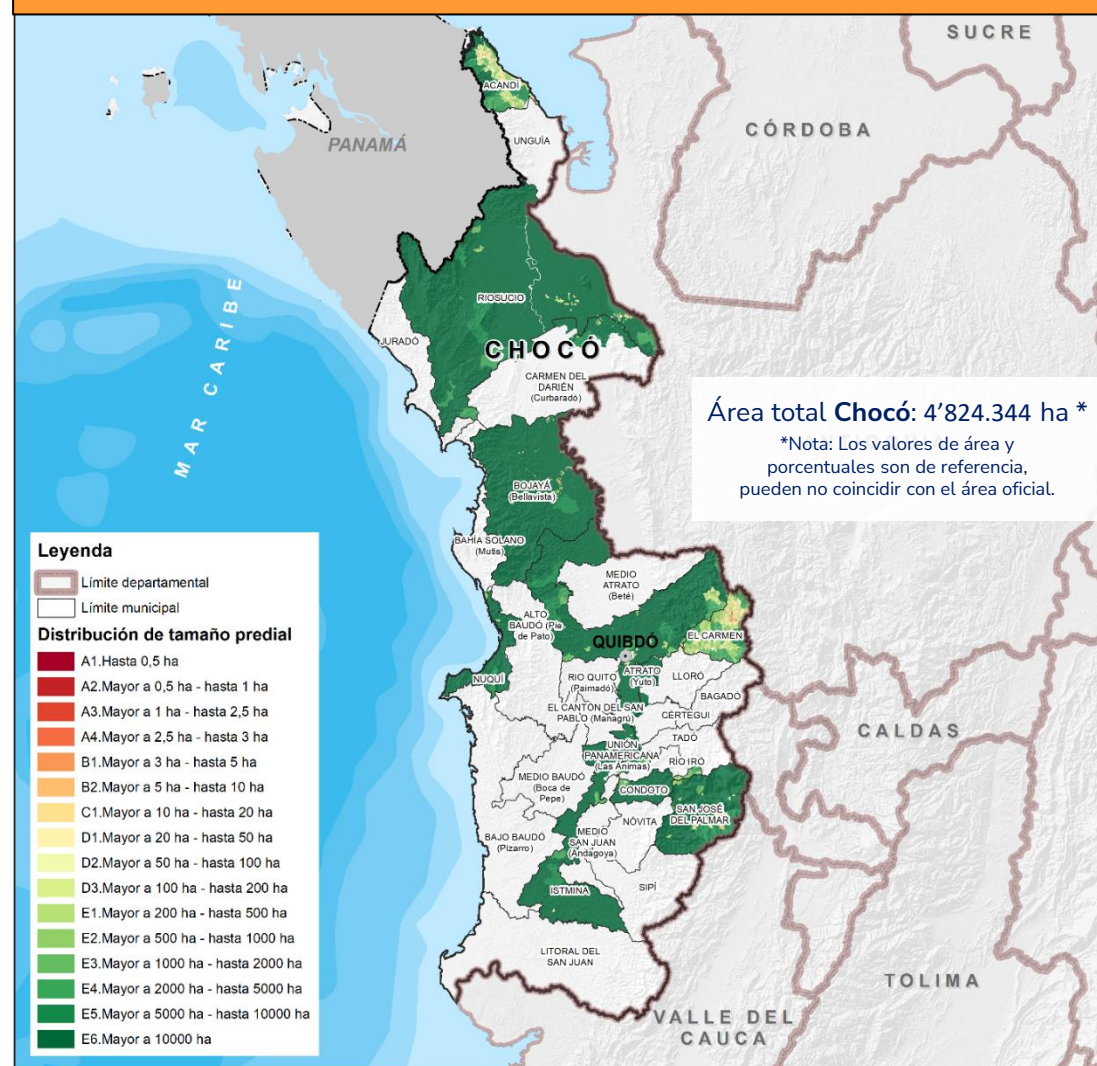 SUCRE
ACANDÍ
CÓRDOBA
PANAMÁ
UNGUÍA
MAR CARIBE
RIOSUCIO
JURADÓ
CHOCÓ
CARMEN DEL
DARIÉN
(Curbaradó)
Área total Chocó: 4’824.344 ha *
*Nota: Los valores de área y
porcentuales son de referencia,
pueden no coincidir con el área oficial.
BOJAYÁ
(Bellavista)
BAHÍA SOLANO
(Mutis)
MEDIO
ATRATO
(Beté)
ALTO
BAUDÓ (Pie
de Pato)
QUIBDÓ
EL CARMEN
NUQUÍ
RIO QUITO
(Paimadó)
ATRATO
(Yuto)
LLORÓ
BAGADÓ
EL CANTÓN DEL SAN
PABLO (Managrú)
CÉRTEGUI
TADÓ
UNIÓN
PANAMERICANA
(Las Animas)
RÍO IRÓ
CALDAS
MEDIO BAUDÓ
(Boca de
Pepe)
CONDOTO
SAN JOSÉ
DEL PALMAR
NÓVITA
BAJO BAUDÓ
(Pizarro)
MEDIO
SAN JUAN
(Andagoya)
SIPÍ
ISTMINA
LITORAL DEL
SAN JUAN
TOLIMA
VALLE DEL
CAUCA
Leyenda
Límite departamental
Límite municipal
Distribución de tamaño predial
A1.Hasta 0,5 ha
A2.Mayor a 0,5 ha - hasta 1 ha
A3.Mayor a 1 ha - hasta 2,5 ha
A4.Mayor a 2,5 ha - hasta 3 ha
B1.Mayor a 3 ha - hasta 5 ha
B2.Mayor a 5 ha - hasta 10 ha
C1.Mayor a 10 ha - hasta 20 ha
D1.Mayor a 20 ha - hasta 50 ha
D2.Mayor a 50 ha - hasta 100 ha
D3.Mayor a 100 ha - hasta 200 ha
E1.Mayor a 200 ha - hasta 500 ha
E2.Mayor a 500 ha - hasta 1000 ha
E3.Mayor a 1000 ha - hasta 2000 ha
E4.Mayor a 2000 ha - hasta 5000 ha
E5.Mayor a 5000 ha - hasta 10000 ha
E6.Mayor a 10000 ha